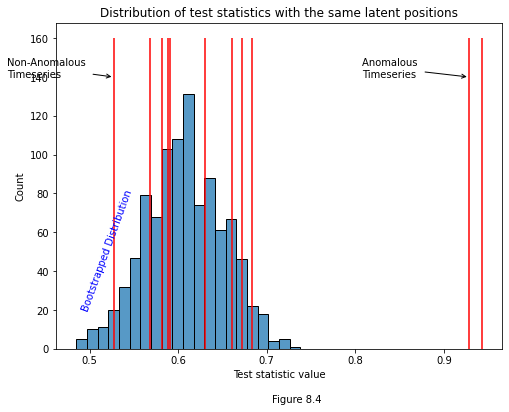 Distribution of test statistics with the same latent positions
160
140
120
100
80
60
40
20
0
Count
Non-Anomalous
Timeseries
Anomalous
Timeseries
Bootstrapped Distribution
0.5 0.6 0.7 0.8 0.9
Test statistic value
Figure 8.4